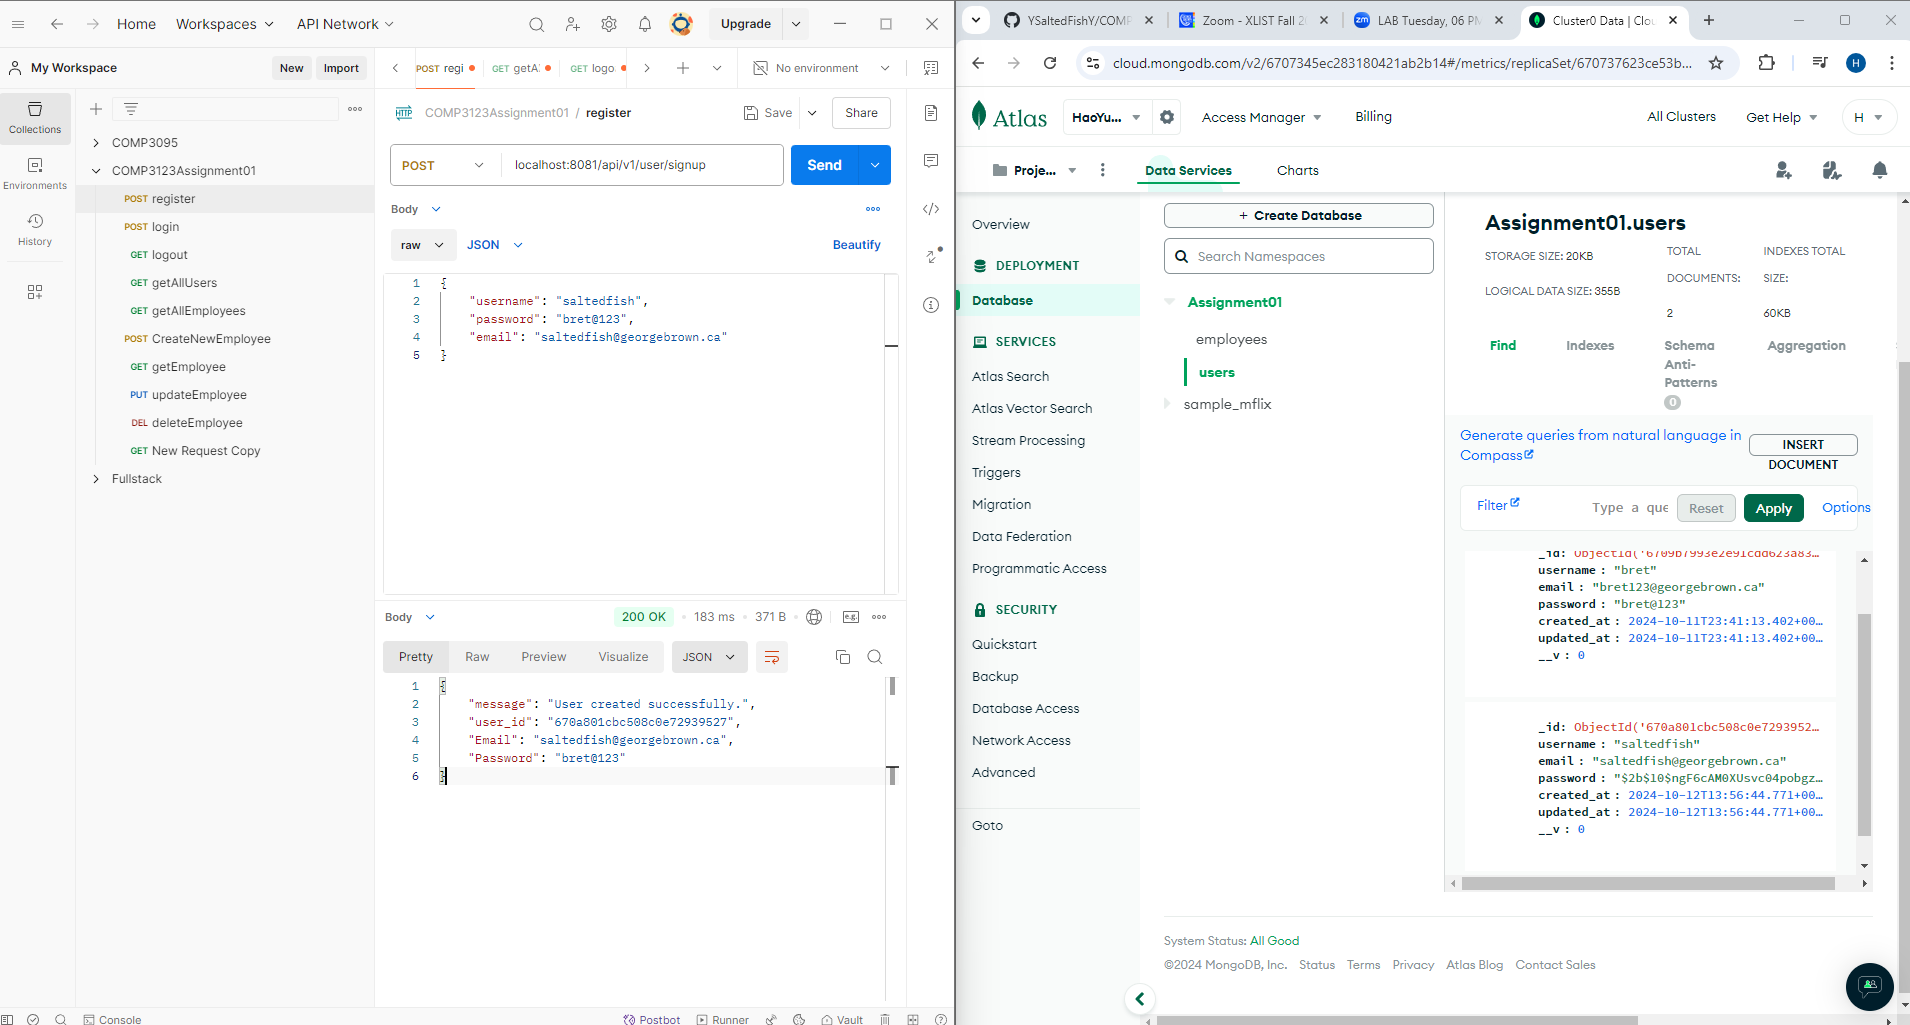 Home
Workspaces
API Network
Upgrade
My Workspace
New
Import
POST regi
GET getA
GET logo
No environment
Collections
Environments
History
COMP3095
COMP3123Assignment01
POST register
POST login
GET logout
GET getAllUsers
GET getAllEmployees
POST CreateNewEmployee
GET getEmployee
PUT updateEmployee
DEL deleteEmployee
GET New Request Copy
Fullstack
HTTP COMP3123Assignment01 / register
Save
Share
POST
localhost:8081/api/v1/user/signup
Send
Body
raw
JSON
Beautify
1 {
2 "username": "saltedfish",
3 "password": "bret@123",
4 "email": "saltedfish@georgebrown.ca"
5 }
Body
200 OK
183 ms
371 B
e.g.
Pretty
Raw
Preview
Visualize
JSON
1 {
2 "message": "User created successfully.",
3 "user_id": "670a801cbc508c0e72939527",
4 "Email": "saltedfish@georgebrown.ca",
5 "Password": "bret@123"
6 }
Console
Postbot
Runner
Vault
YSaltedFishY/COMP
Zoom - XLIST Fall 2
zm LAB Tuesday, 06 PM
Cluster0 Data | Clou
cloud.mongodb.com/v2/6707345ec283180421ab2b14#/metrics/replicaSet/670737623ce53b...
H
Atlas
HaoYu...
Access Manager
Billing
All Clusters
Get Help
H
Proje...
Data Services
Charts
Overview
DEPLOYMENT
Database
SERVICES
Atlas Search
Atlas Vector Search
Stream Processing
Triggers
Migration
Data Federation
Programmatic Access
SECURITY
Quickstart
Backup
Database Access
Network Access
Advanced
Goto
+ Create Database
Search Namespaces
Assignment01
employees
users
sample_mflix
Assignment01.users
STORAGE SIZE: 20KB
LOGICAL DATA SIZE: 355B
TOTAL
DOCUMENTS:
2
INDEXES TOTAL
SIZE:
60KB
Find
Indexes
Schema
Anti-
Patterns
0
Aggregation
Generate queries from natural language in
Compass
INSERT
DOCUMENT
Filter
Type a que
Reset
Apply
Options
_id: ObjectId('6709b7993e2e91cdd623a83...
username: "bret"
email: "bret123@georgebrown.ca"
password: "bret@123"
created_at: 2024-10-11T23:41:13.402+00...
updated_at: 2024-10-11T23:41:13.402+00...
__v: 0
_id: ObjectId('670a801cbc508c0e7293952...
username: "saltedfish"
email: "saltedfish@georgebrown.ca"
password: "$2b$10$ngF6cAM0XUsvc04pobgz...
created_at: 2024-10-12T13:56:44.771+00...
updated_at: 2024-10-12T13:56:44.771+00...
__v: 0
System Status: All Good
©2024 MongoDB, Inc.
Status
Terms
Privacy
Atlas Blog
Contact Sales